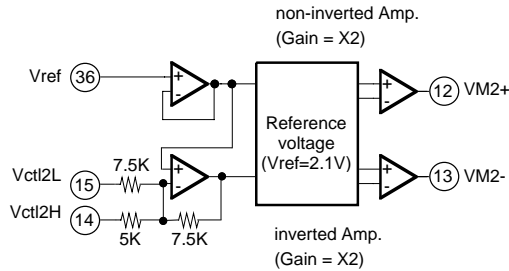 non-inverted Amp.
(Gain = X2)
Vref 36
+
-
+
-
12 VM2+
Reference
voltage
(Vref=2.1V)
Vctl2L 15 7.5K
+
-
+
-
13 VM2-
Vctl2H 14
5K 7.5K
inverted Amp.
(Gain = X2)